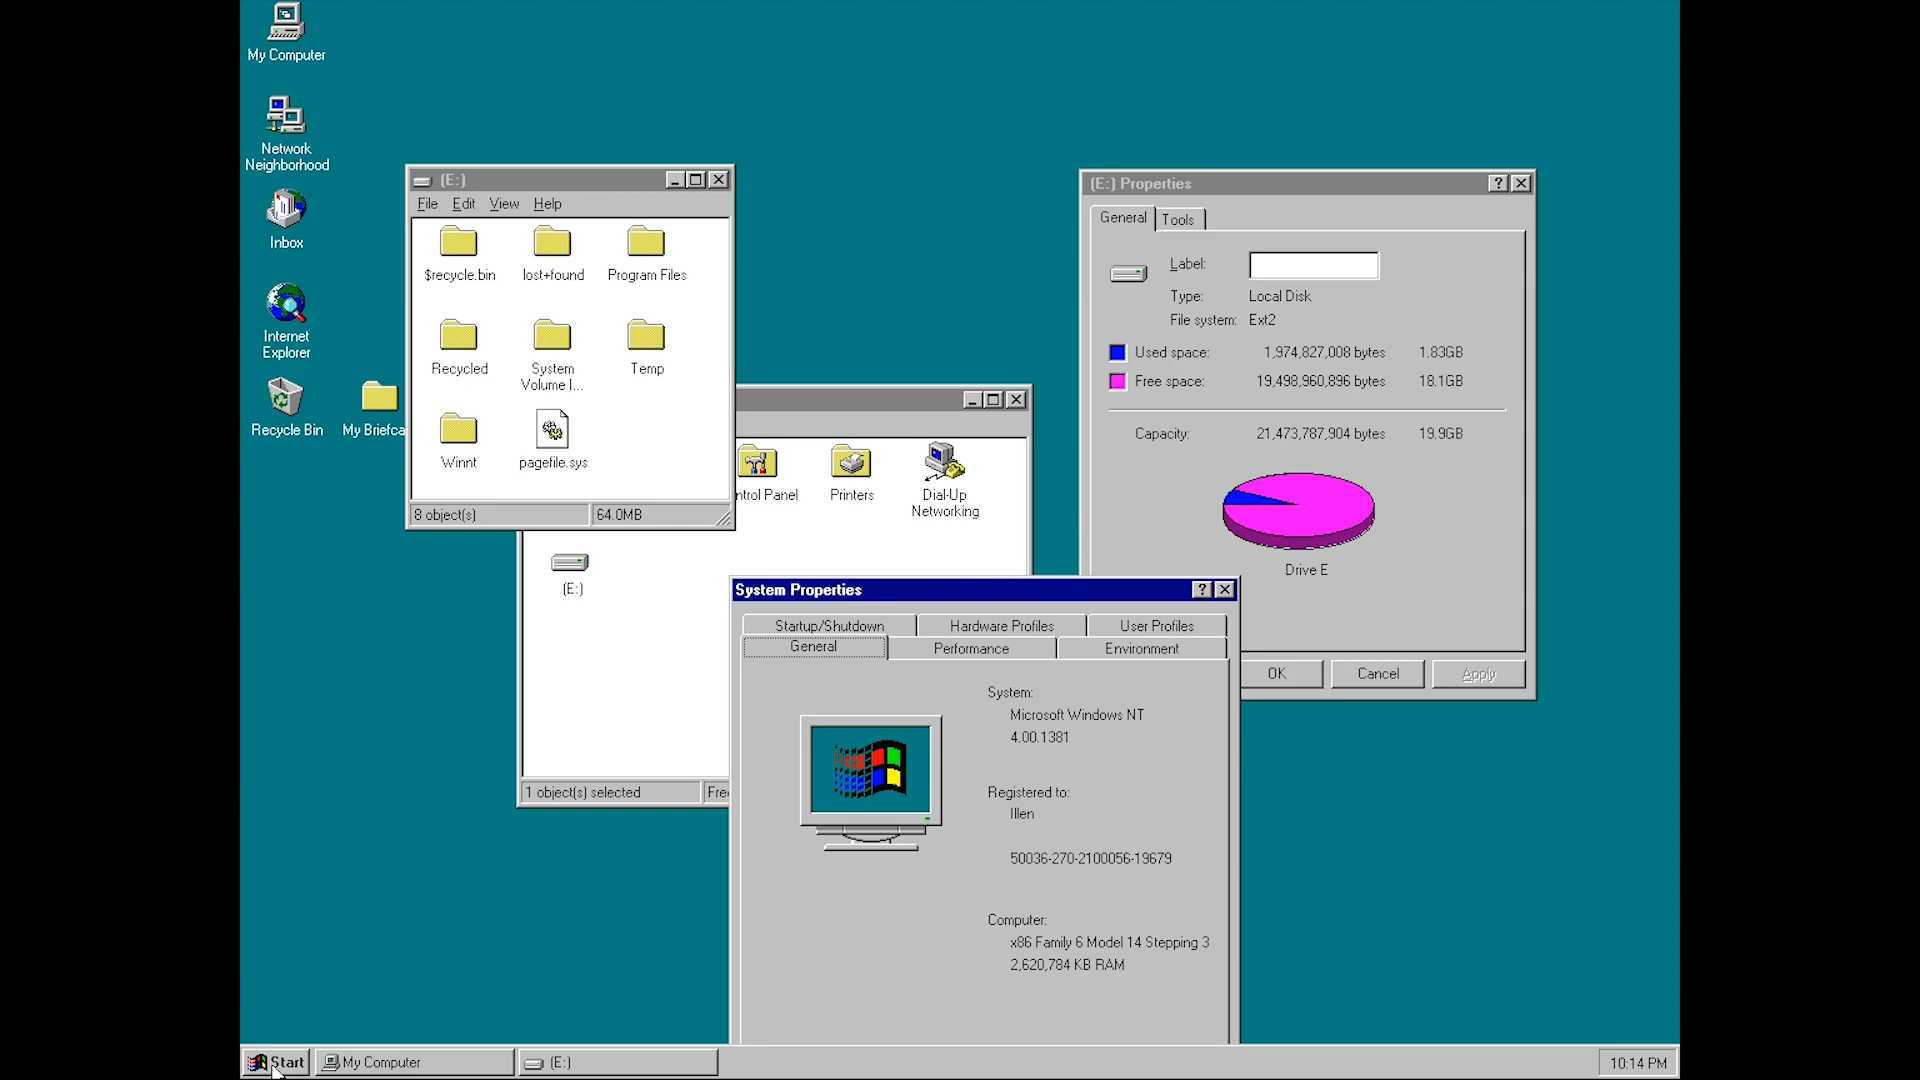 My Computer
Network
Neighborhood
Inbox
Internet
Explorer
Recycle Bin
My Briefca
(E:)
File Edit View Help
$recycle.bin lost+found Program Files
Recycled System
Volume I... Temp
Winnt pagefile.sys
8 object(s) 64.0MB
ntrol Panel Printers Dial-Up
Networking
(E:)
1 object(s) selected Free
(E:) Properties
General Tools
Label:
Type: Local Disk
File system: Ext2
Used space: 1,974,827,008 bytes 1.83GB
Free space: 19,498,960,896 bytes 18.1GB
Capacity: 21,473,787,904 bytes 19.9GB
Drive E
OK Cancel Apply
System Properties
Startup/Shutdown Hardware Profiles User Profiles
General Performance Environment
System:
Microsoft Windows NT
4.00.1381
Registered to:
Illen
50036-270-2100056-19679
Computer:
x86 Family 6 Model 14 Stepping 3
2,620,784 KB RAM
Start My Computer (E:) 10:14 PM